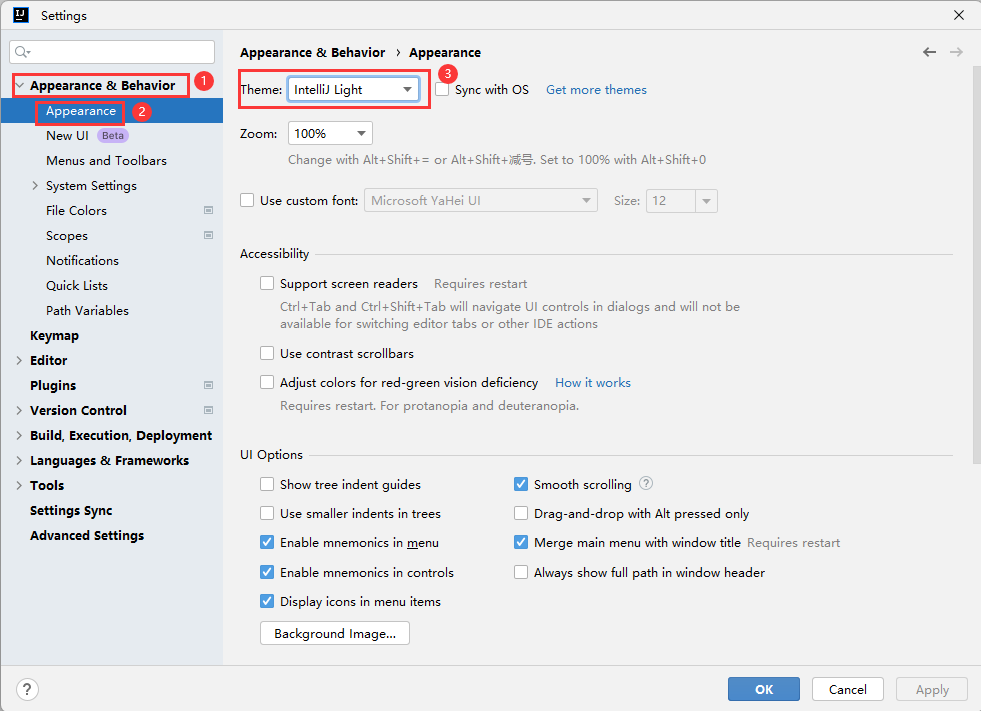 Settings
Appearance & Behavior 1
Appearance 2
New UI Beta
Menus and Toolbars
System Settings
File Colors
Scopes
Notifications
Quick Lists
Path Variables
Keymap
Editor
Plugins
Version Control
Build, Execution, Deployment
Languages & Frameworks
Tools
Settings Sync
Advanced Settings
Appearance & Behavior › Appearance
3
Theme: IntelliJ Light Sync with OS Get more themes
Zoom: 100%
Change with Alt+Shift+= or Alt+Shift+减号. Set to 100% with Alt+Shift+0
Use custom font: Microsoft YaHei UI Size: 12
Accessibility
Support screen readers Requires restart
Ctrl+Tab and Ctrl+Shift+Tab will navigate UI controls in dialogs and will not be
available for switching editor tabs or other IDE actions
Use contrast scrollbars
Adjust colors for red-green vision deficiency How it works
Requires restart. For protanopia and deuteranopia.
UI Options
Show tree indent guides Smooth scrolling ?
Use smaller indents in trees Drag-and-drop with Alt pressed only
Enable mnemonics in menu Merge main menu with window title Requires restart
Enable mnemonics in controls Always show full path in window header
Display icons in menu items
Background Image...
? OK Cancel Apply